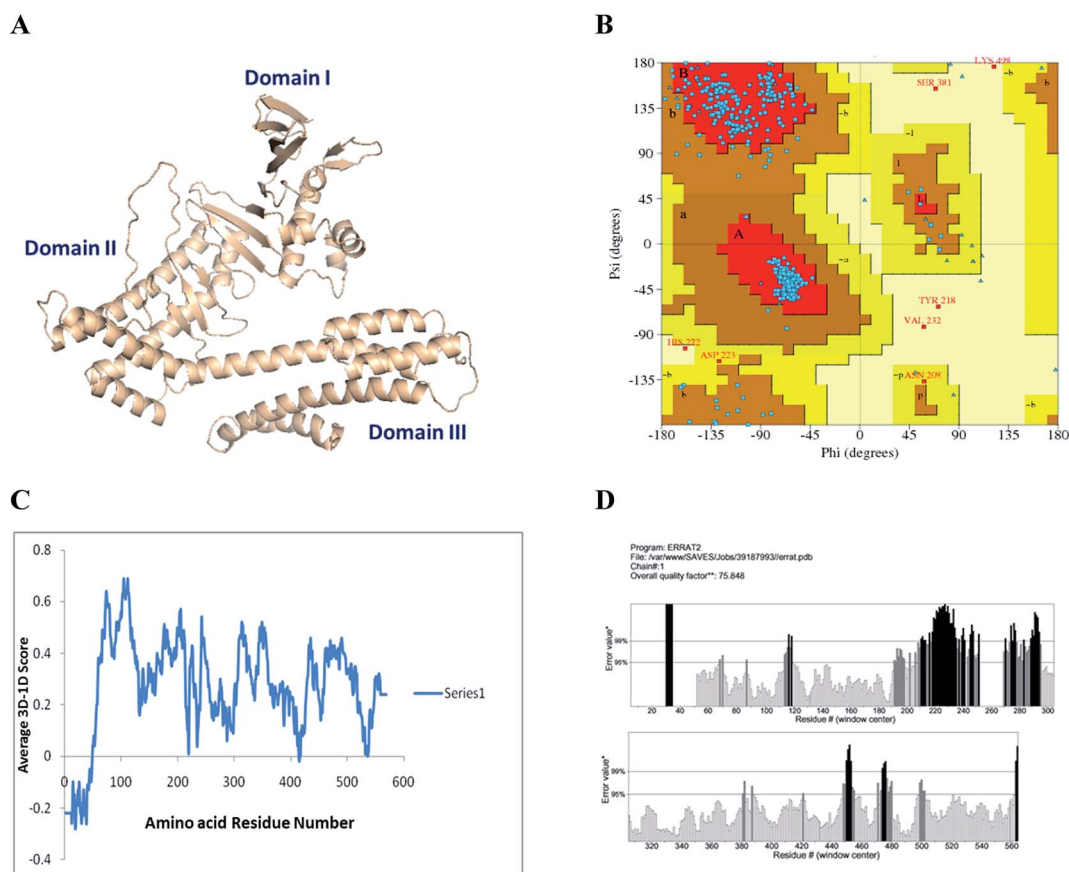 A
Domain I
Domain II
Domain III
B
180
135
90
45
0
-45
-90
-135
-180
-135
-90
-45
0
45
90
135
180
Psi (degrees)
Phi (degrees)
B
b
a
A
~b
~l
l
L
~a
~p
p
b
~b
~b
b
~b
LYS 498
SER 381
TYR 218
VAL 232
HIS 272
ASP 223
ASN 209
C
0.8
0.6
0.4
0.2
0
-0.2
-0.4
0 100 200 300 400 500 600
Average 3D-1D Score
Amino acid Residue Number
Series1
D
Program: ERRAT2
File: /var/www/SAVES/Jobs/39187993//errat.pdb
Chain#:1
Overall quality factor**: 75.848
Error value*
99%
95%
20 40 60 80 100 120 140 160 180 200 220 240 260 280 300
Residue # (window center)
Error value*
99%
95%
320 340 360 380 400 420 440 460 480 500 520 540 560
Residue # (window center)